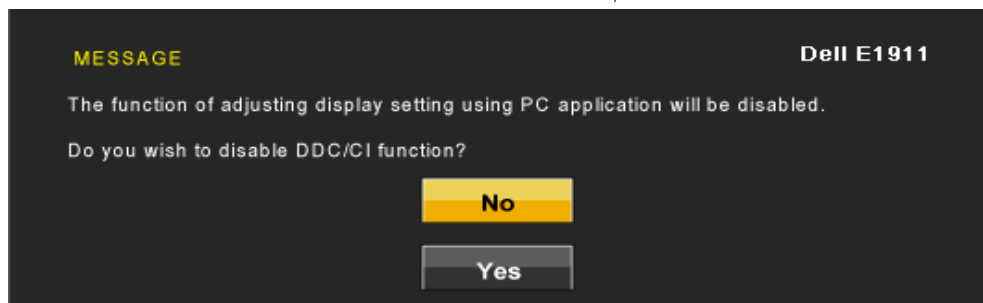 MESSAGE
Dell E1911
The function of adjusting display setting using PC application will be disabled.
Do you wish to disable DDC/CI function?
No
Yes